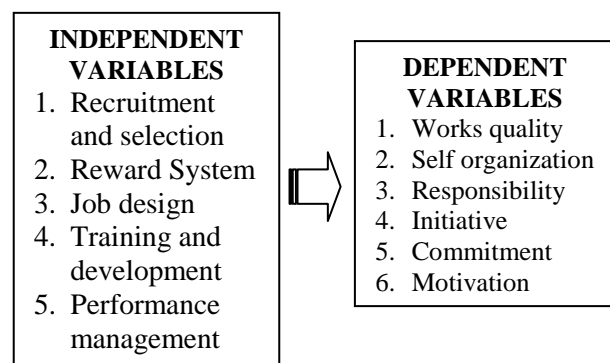 INDEPENDENT
VARIABLES
1. Recruitment
and selection
2. Reward System
3. Job design
4. Training and
development
5. Performance
management
DEPENDENT
VARIABLES
1. Works quality
2. Self organization
3. Responsibility
4. Initiative
5. Commitment
6. Motivation